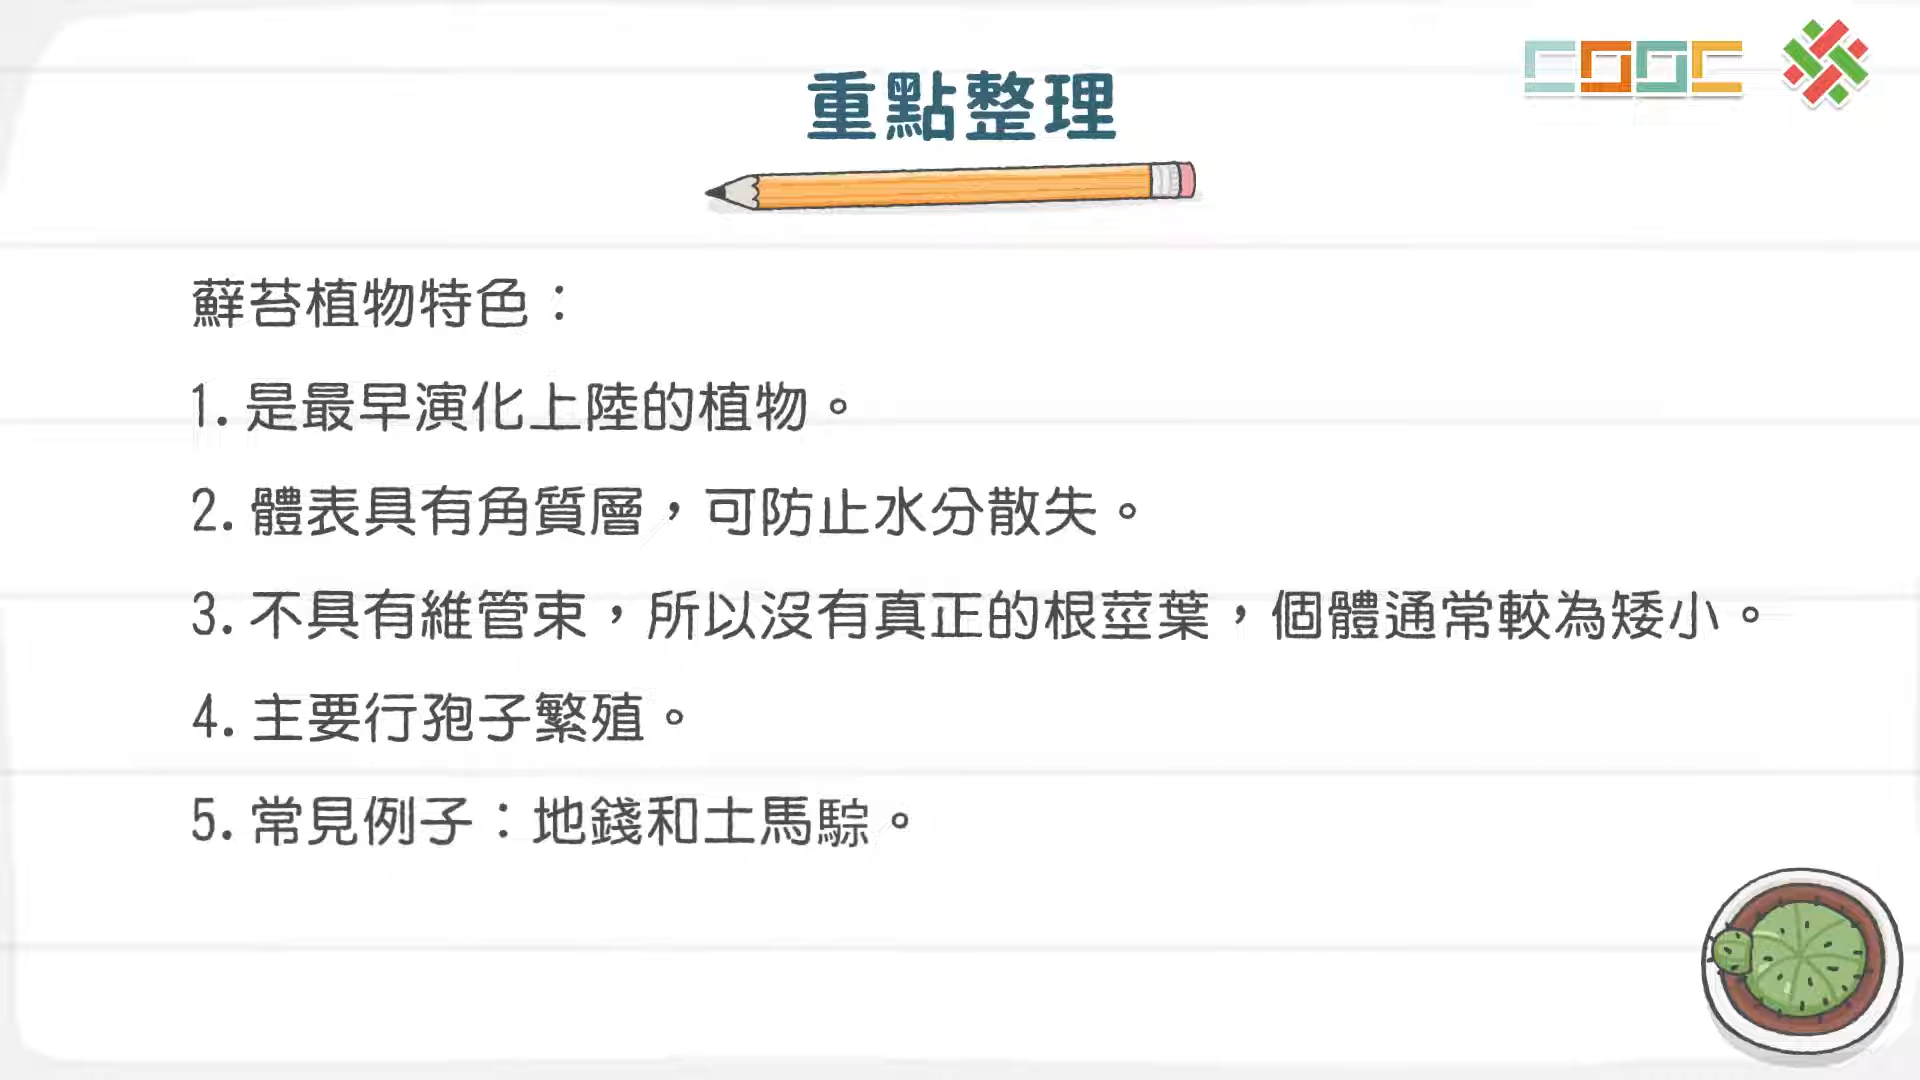 COOC
重點整理
蘚苔植物特色：
1. 是最早演化上陸的植物。
2. 體表具有角質層，可防止水分散失。
3. 不具有維管束，所以沒有真正的根莖葉，個體通常較為矮小。
4. 主要行孢子繁殖。
5. 常見例子：地錢和土馬騌。